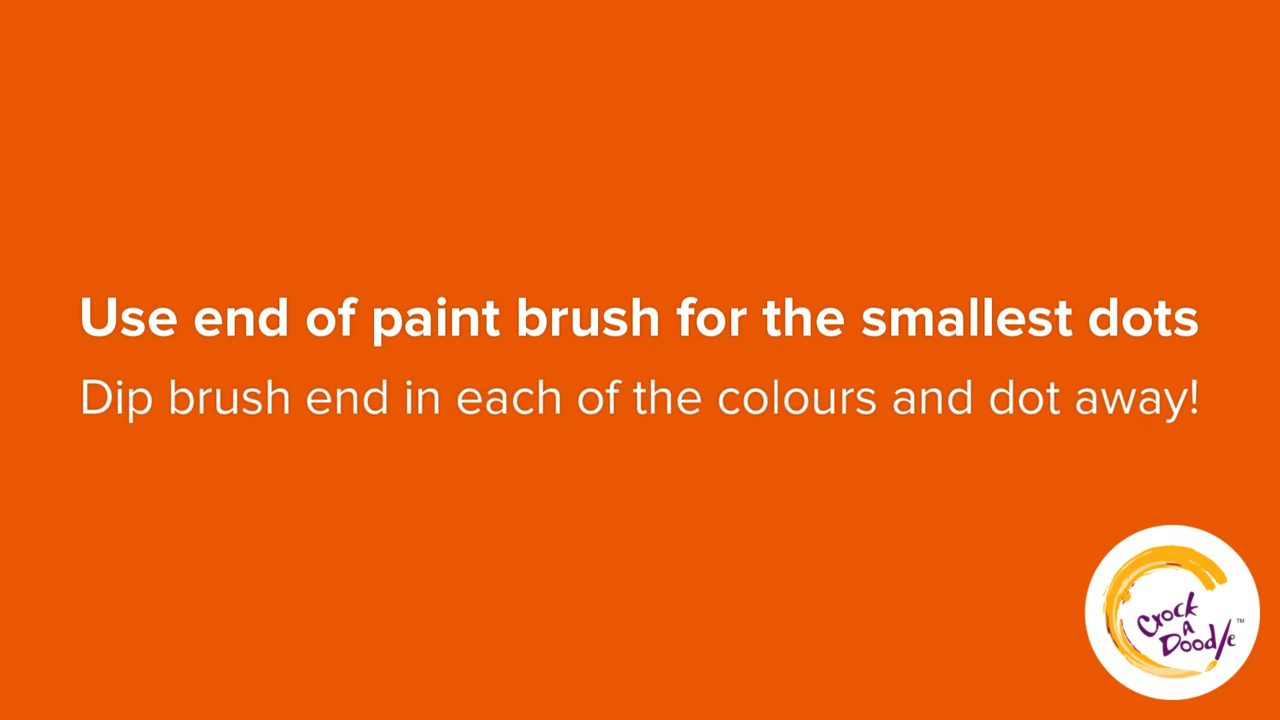 Use end of paint brush for the smallest dots
Dip brush end in each of the colours and dot away!
Crock
A
Doodle
TM